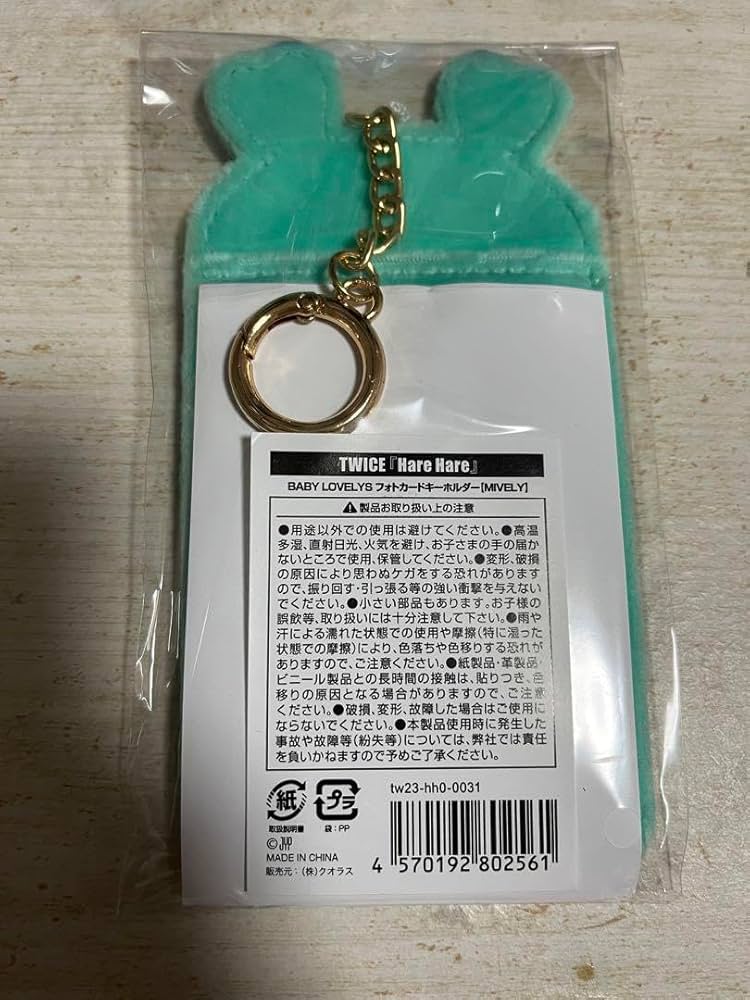 TWICE『Hare Hare』
BABY LOVELYS フォトカードキーホルダー[MIVELY]
⚠製品お取り扱い上の注意
●用途以外での使用は避けてください。●高温
多湿、直射日光、火気を避け、お子さまの手の届か
ないところで使用、保管してください。●変形、破損
の原因により思わぬケガをする恐れがあります
ので、振り回す・引っ張る等の強い衝撃を与えない
でください。●小さい部品もあります。お子様の
誤飲等、取り扱いには十分注意して下さい。●雨や
汗による濡れた状態での使用や摩擦(特に湿った
状態での摩擦)により、色落ちや色移りする恐れが
ありますので、ご注意ください。●紙製品・革製品・
ビニール製品との長時間の接触は、貼りつき、色
移りの原因となる場合がありますので、ご注意
ください。●破損、変形、故障した場合はご使用に
ならないでください。●本製品使用時に発生した
事故や故障等(紛失等)については、弊社では責任
を負いかねますので予めご了承ください。
紙 プラ tw23-hh0-0031
取扱説明書 袋:PP
©JYP
MADE IN CHINA
販売元:(株)クオラス
4 570192 802561